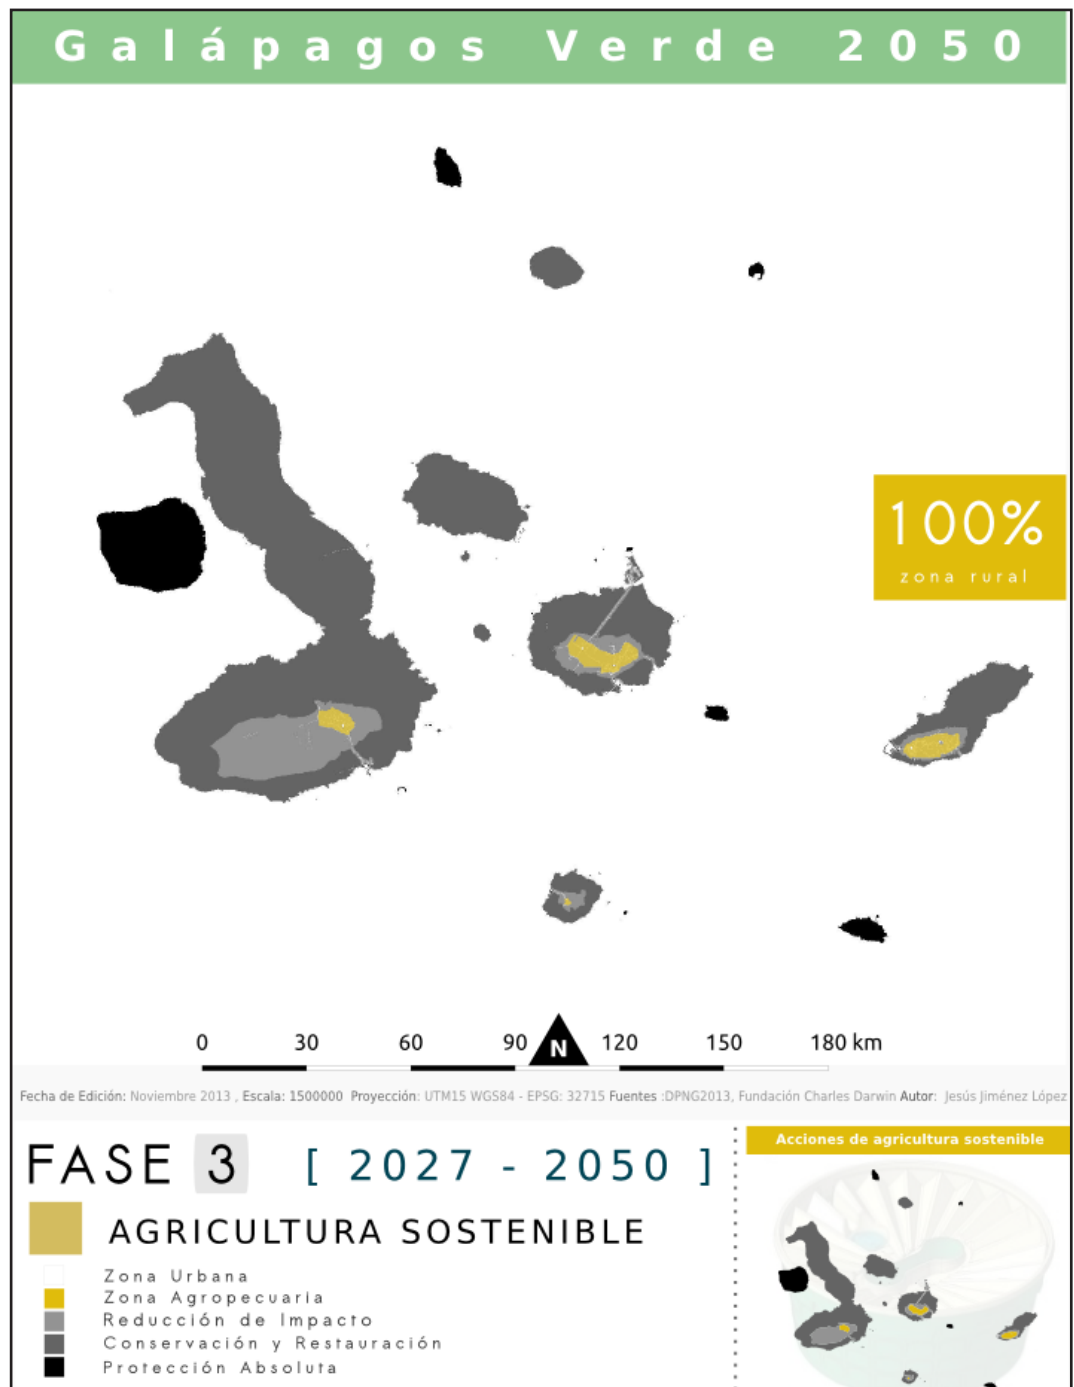 Galápagos Verde 2050
100%
zona rural
0 30 60 90 N 120 150 180 km
Fecha de Edición: Noviembre 2013 , Escala: 1500000 Proyección: UTM15 WGS84 - EPSG: 32715 Fuentes :DPNG2013, Fundación Charles Darwin Autor: Jesús Jiménez López
FASE 3 [ 2027 - 2050 ]
AGRICULTURA SOSTENIBLE
Zona Urbana
Zona Agropecuaria
Reducción de Impacto
Conservación y Restauración
Protección Absoluta
Acciones de agricultura sostenible